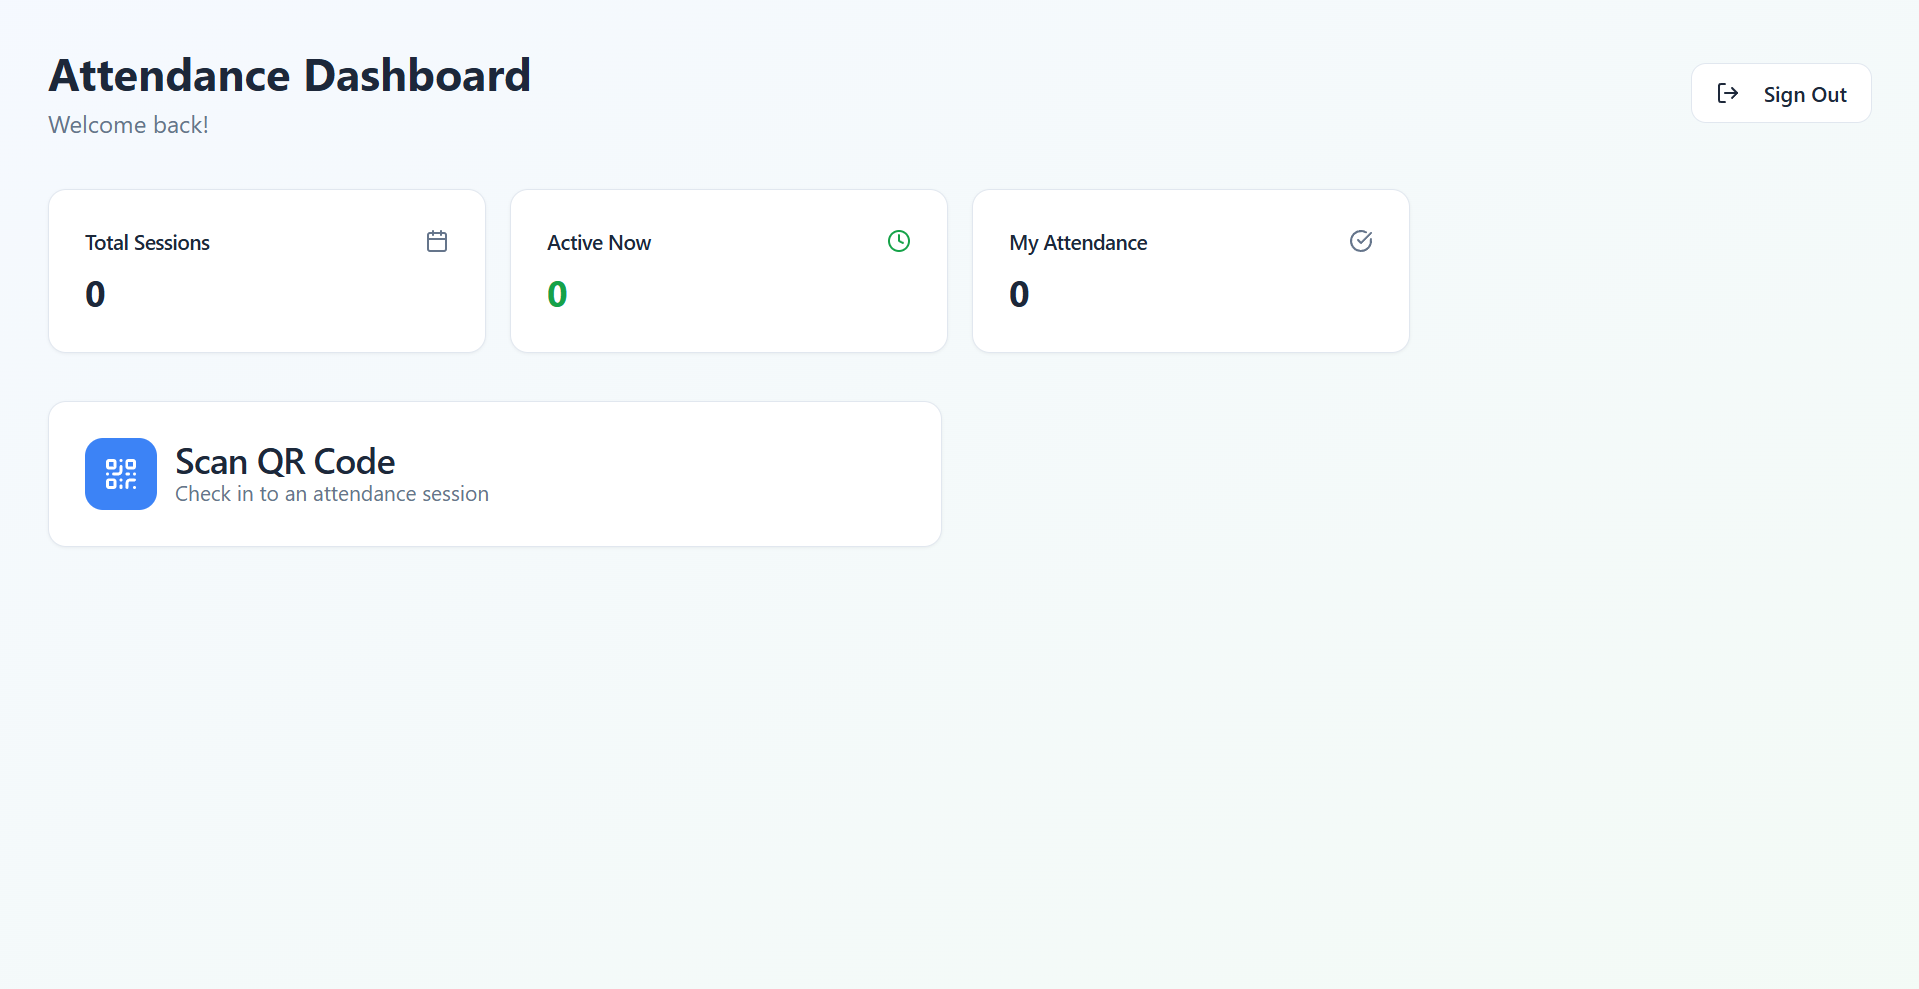 Attendance Dashboard
Welcome back!
Sign Out
Total Sessions
0
Active Now
0
My Attendance
0
Scan QR Code
Check in to an attendance session